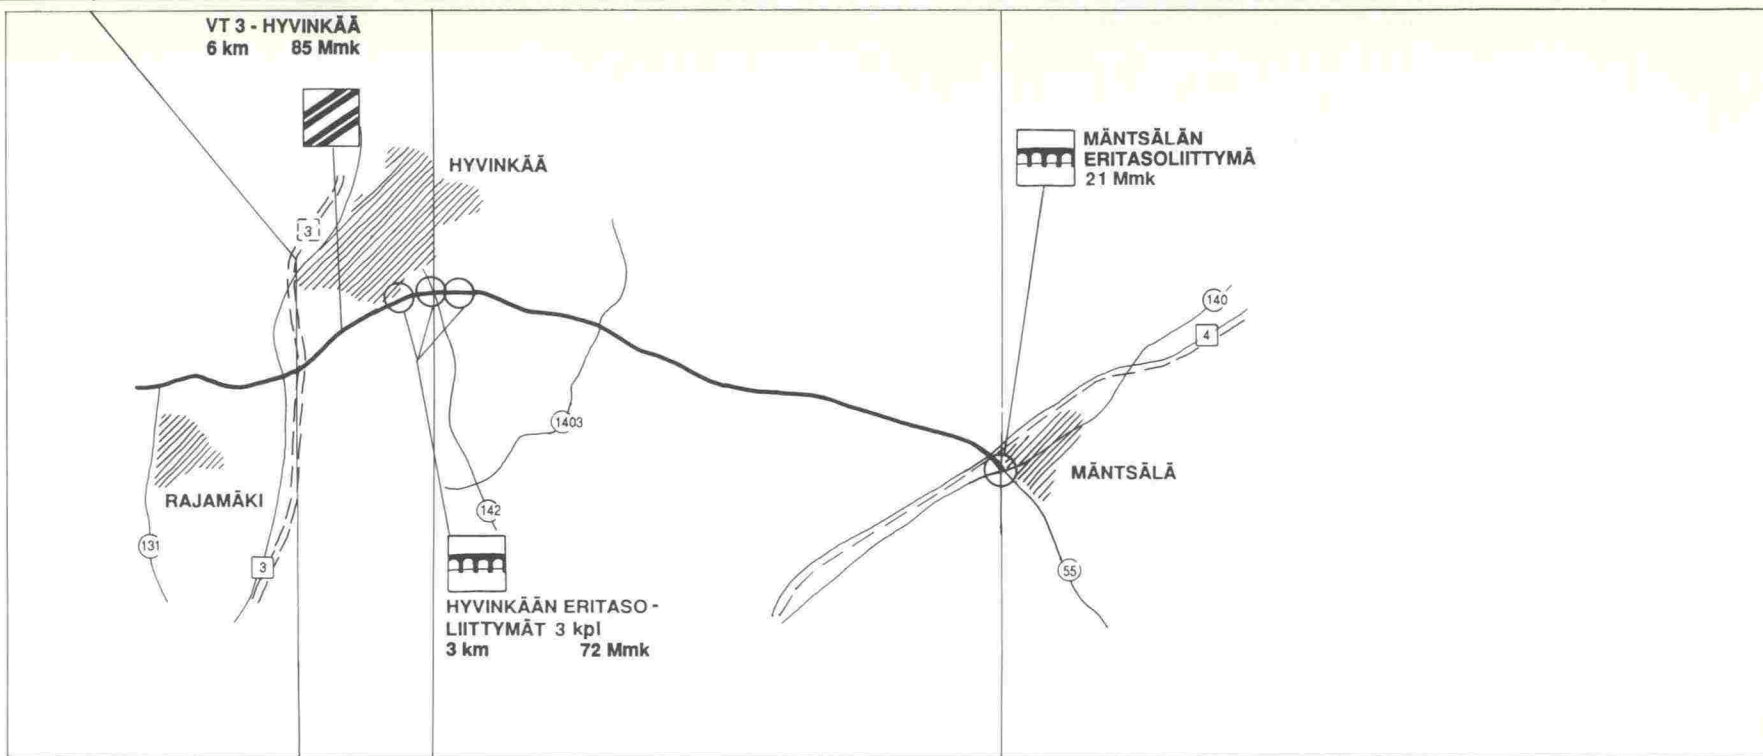 VT 3 - HYVINKÄÄ
6 km 85 Mmk
HYVINKÄÄ
MÄNTSÄLÄN
ERITASOLIITTYMÄ
21 Mmk
3
140
4
1403
MÄNTSÄLÄ
RAJAMÄKI
142
131
3
55
HYVINKÄÄN ERITASO -
LIITTYMÄT 3 kpl
3 km 72 Mmk